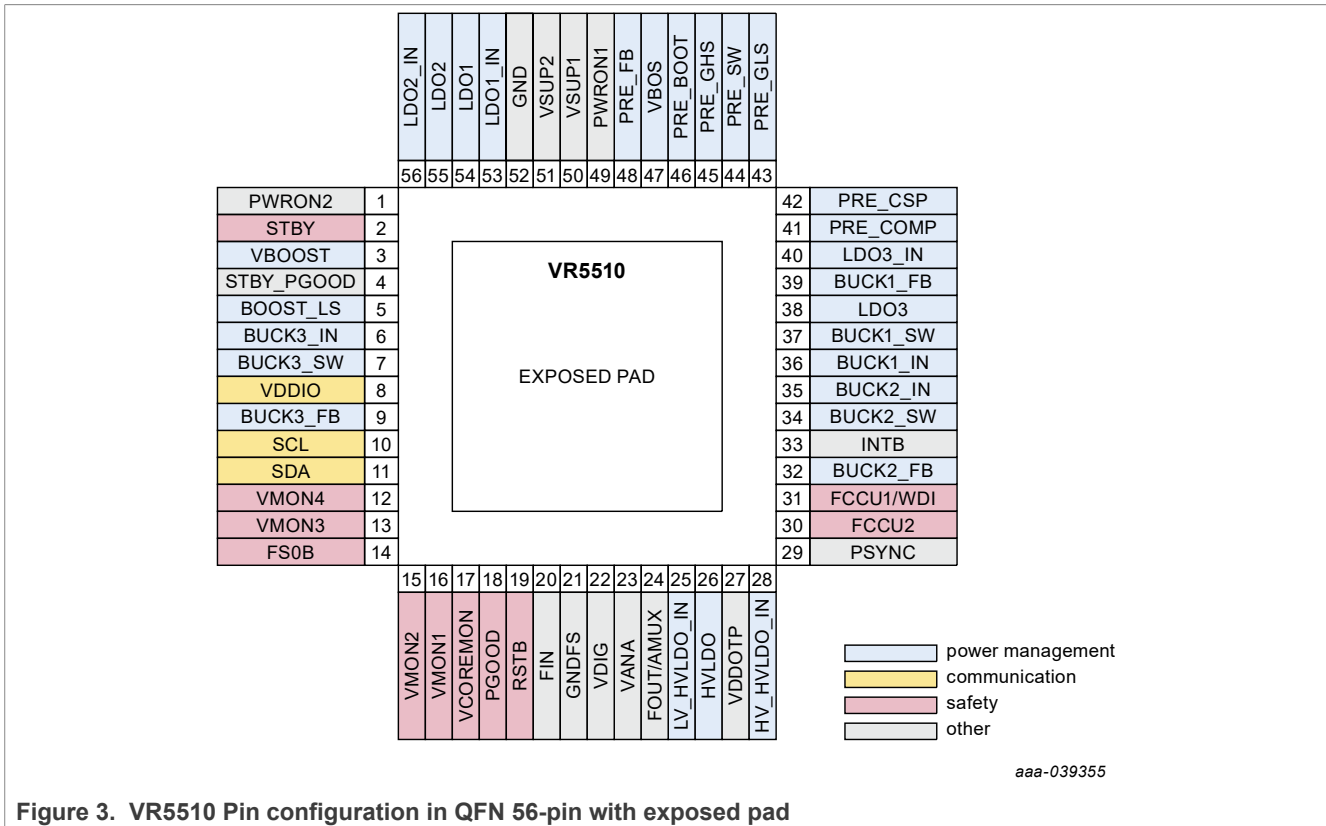 LDO2_IN
LDO2
LDO1
LDO1_IN
GND
VSUP2
VSUP1
PWRON1
PRE_FB
VBOS
PRE_BOOT
PRE_GHS
PRE_SW
PRE_GLS
56 55 54 53 52 51 50 49 48 47 46 45 44 43
PWRON2 1
STBY 2
VBOOST 3
STBY_PGOOD 4
BOOST_LS 5
BUCK3_IN 6
BUCK3_SW 7
VDDIO 8
BUCK3_FB 9
SCL 10
SDA 11
VMON4 12
VMON3 13
FS0B 14
VR5510
EXPOSED PAD
42 PRE_CSP
41 PRE_COMP
40 LDO3_IN
39 BUCK1_FB
38 LDO3
37 BUCK1_SW
36 BUCK1_IN
35 BUCK2_IN
34 BUCK2_SW
33 INTB
32 BUCK2_FB
31 FCCU1/WDI
30 FCCU2
29 PSYNC
15 16 17 18 19 20 21 22 23 24 25 26 27 28
VMON2
VMON1
VCOREMON
PGOOD
RSTB
FIN
GNDFS
VDIG
VANA
FOUT/AMUX
LV_HVLDO_IN
HVLDO
VDDOTP
HV_HVLDO_IN
power management
communication
safety
other
aaa-039355
Figure 3. VR5510 Pin configuration in QFN 56-pin with exposed pad